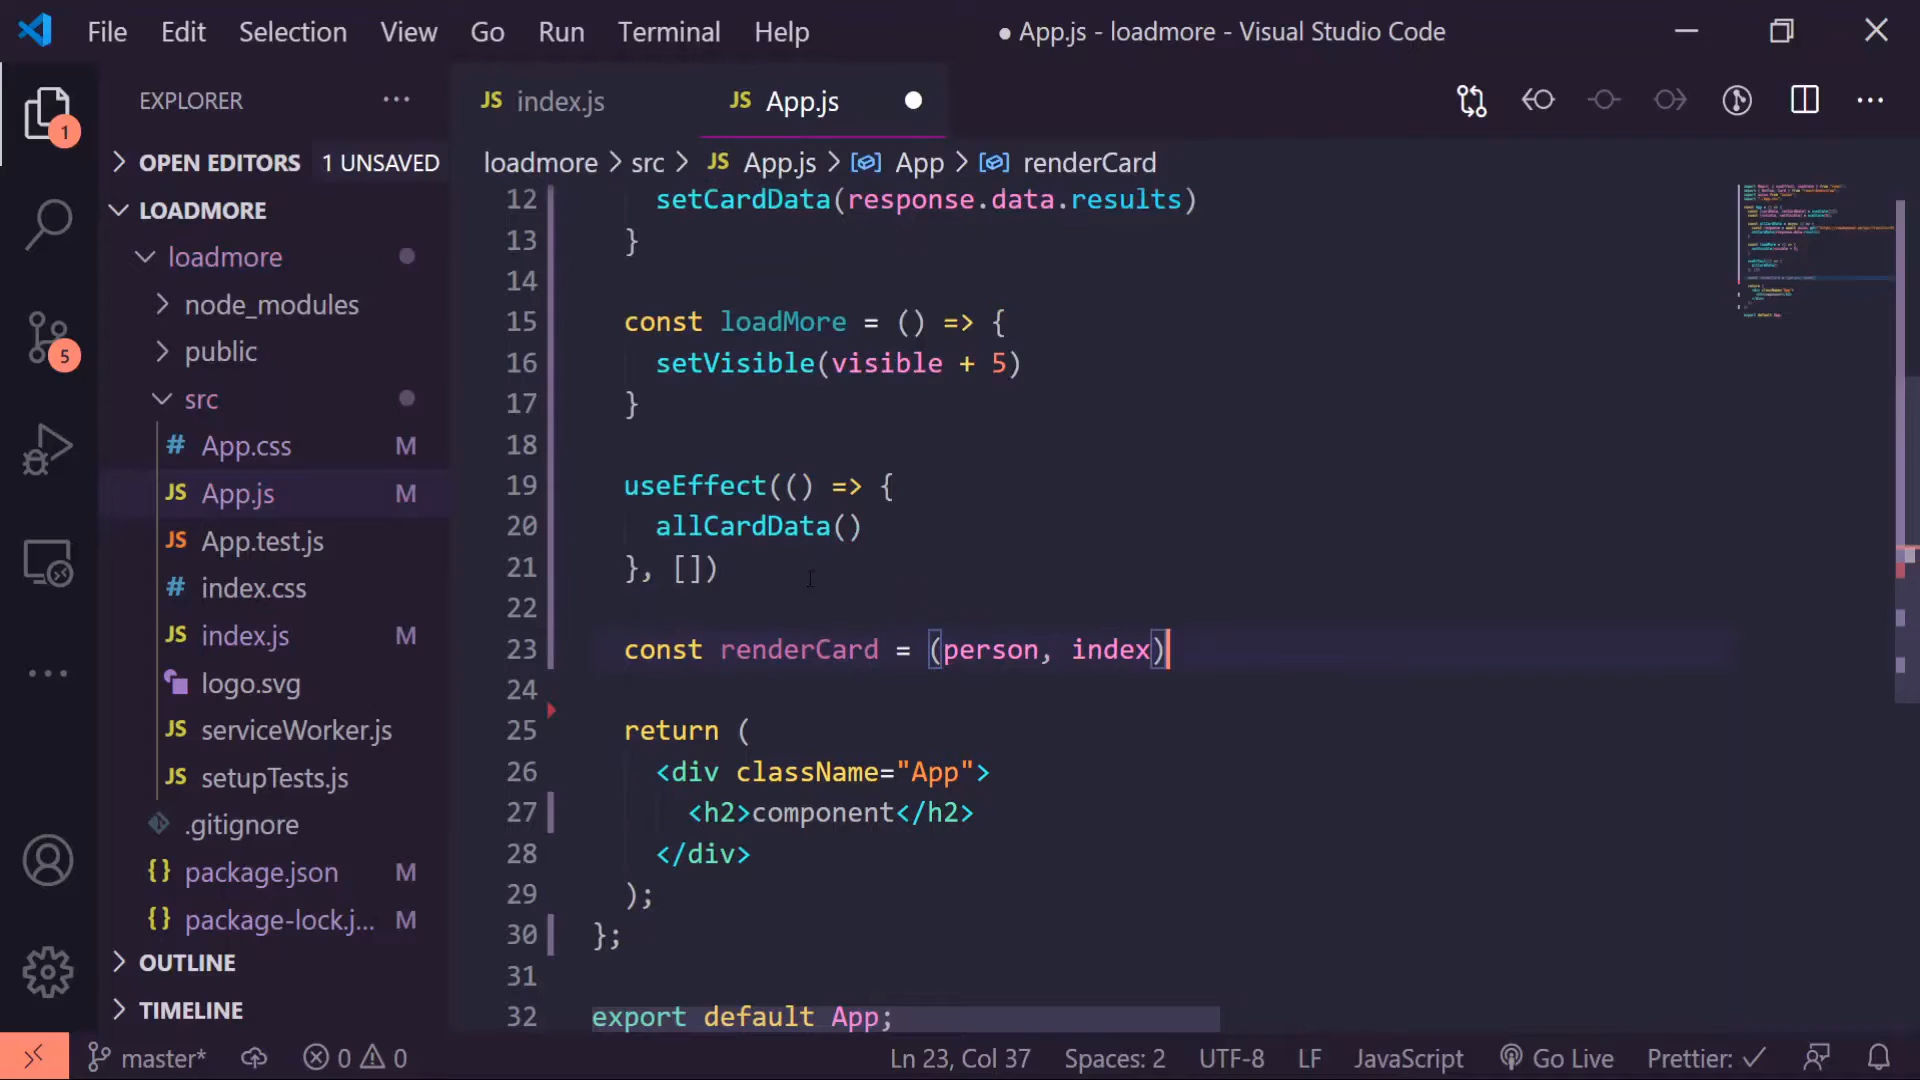 File Edit Selection View Go Run Terminal Help
● App.js - loadmore - Visual Studio Code
EXPLORER
JS index.js
JS App.js
1
OPEN EDITORS 1 UNSAVED
LOADMORE
loadmore
node_modules
public
5
src
# App.css M
JS App.js M
JS App.test.js
# index.css
JS index.js M
logo.svg
JS serviceWorker.js
JS setupTests.js
.gitignore
{} package.json M
{} package-lock.j... M
OUTLINE
TIMELINE
loadmore > src > JS App.js > App > renderCard
12 setCardData(response.data.results)
13 }
14
15 const loadMore = () => {
16 setVisible(visible + 5)
17 }
18
19 useEffect(() => {
20 allCardData()
21 }, [])
22
23 const renderCard = (person, index)
24
25 return (
26 <div className="App">
27 <h2>component</h2>
28 </div>
29 );
30 };
31
32 export default App;
master* 0 0 Ln 23, Col 37 Spaces: 2 UTF-8 LF JavaScript Go Live Prettier: ✓